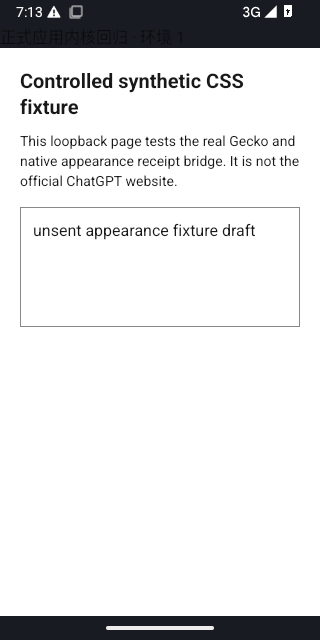 7:13
3G
正式应用内核回归 · 环境 1
Controlled synthetic CSS
fixture
This loopback page tests the real Gecko and
native appearance receipt bridge. It is not the
official ChatGPT website.
unsent appearance fixture draft